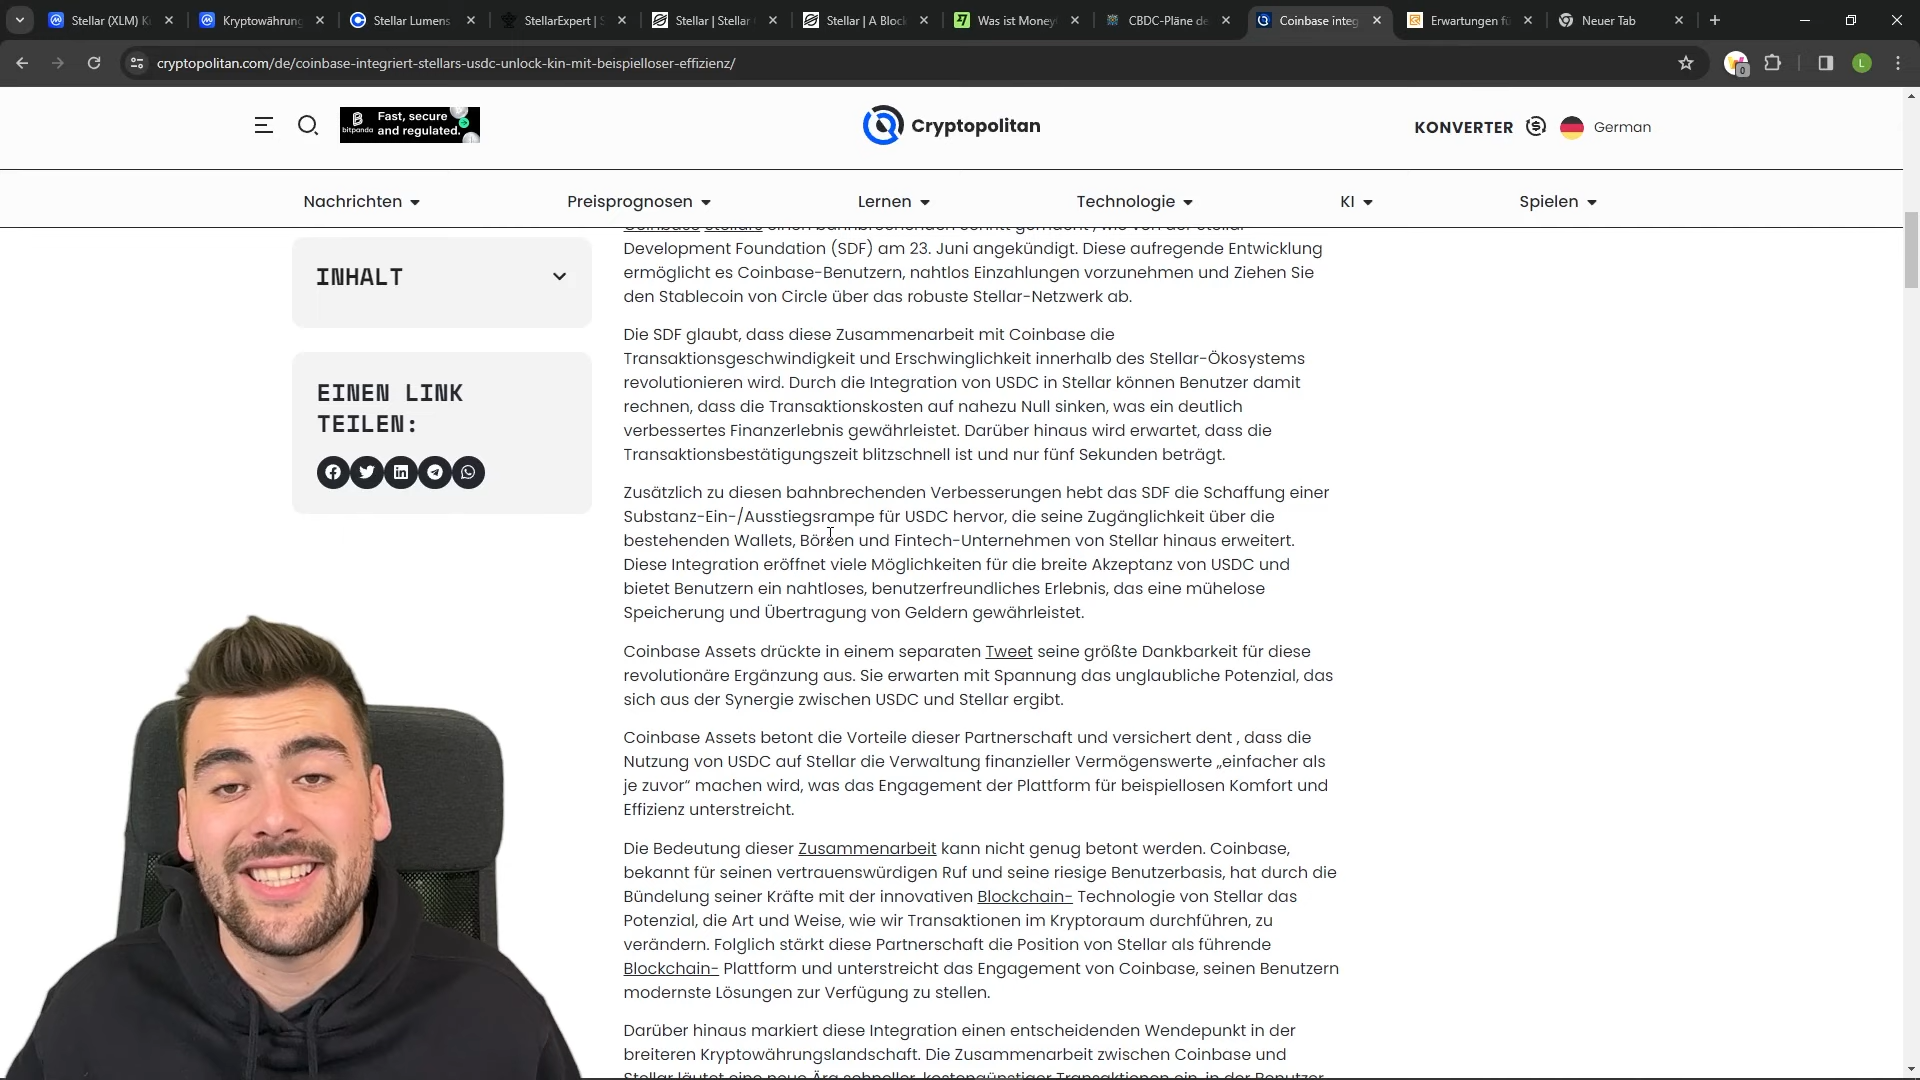 Stellar (XLM) K
Kryptowährung
Stellar Lumens
StellarExpert | S
Stellar | Stellar
Stellar | A Block
Was ist Money
CBDC-Pläne de
Coinbase integ
Erwartungen fü
Neuer Tab
cryptopolitan.com/de/coinbase-integriert-stellars-usdc-unlock-kin-mit-beispielloser-effizienz/
0
L
bitpanda
Fast, secure
and regulated.
Cryptopolitan
KONVERTER
German
Nachrichten
Preisprognosen
Lernen
Technologie
KI
Spielen
INHALT
EINEN LINK
TEILEN:
Development Foundation (SDF) am 23. Juni angekündigt. Diese aufregende Entwicklung
ermöglicht es Coinbase-Benutzern, nahtlos Einzahlungen vorzunehmen und Ziehen Sie
den Stablecoin von Circle über das robuste Stellar-Netzwerk ab.
Die SDF glaubt, dass diese Zusammenarbeit mit Coinbase die
Transaktionsgeschwindigkeit und Erschwinglichkeit innerhalb des Stellar-Ökosystems
revolutionieren wird. Durch die Integration von USDC in Stellar können Benutzer damit
rechnen, dass die Transaktionskosten auf nahezu Null sinken, was ein deutlich
verbessertes Finanzerlebnis gewährleistet. Darüber hinaus wird erwartet, dass die
Transaktionsbestätigungszeit blitzschnell ist und nur fünf Sekunden beträgt.
Zusätzlich zu diesen bahnbrechenden Verbesserungen hebt das SDF die Schaffung einer
Substanz-Ein-/Ausstiegsrampe für USDC hervor, die seine Zugänglichkeit über die
bestehenden Wallets, Börsen und Fintech-Unternehmen von Stellar hinaus erweitert.
Diese Integration eröffnet viele Möglichkeiten für die breite Akzeptanz von USDC und
bietet Benutzern ein nahtloses, benutzerfreundliches Erlebnis, das eine mühelose
Speicherung und Übertragung von Geldern gewährleistet.
Coinbase Assets drückte in einem separaten Tweet seine größte Dankbarkeit für diese
revolutionäre Ergänzung aus. Sie erwarten mit Spannung das unglaubliche Potenzial, das
sich aus der Synergie zwischen USDC und Stellar ergibt.
Coinbase Assets betont die Vorteile dieser Partnerschaft und versichert dent , dass die
Nutzung von USDC auf Stellar die Verwaltung finanzieller Vermögenswerte „einfacher als
je zuvor“ machen wird, was das Engagement der Plattform für beispiellosen Komfort und
Effizienz unterstreicht.
Die Bedeutung dieser Zusammenarbeit kann nicht genug betont werden. Coinbase,
bekannt für seinen vertrauenswürdigen Ruf und seine riesige Benutzerbasis, hat durch die
Bündelung seiner Kräfte mit der innovativen Blockchain- Technologie von Stellar das
Potenzial, die Art und Weise, wie wir Transaktionen im Kryptoraum durchführen, zu
verändern. Folglich stärkt diese Partnerschaft die Position von Stellar als führende
Blockchain- Plattform und unterstreicht das Engagement von Coinbase, seinen Benutzern
modernste Lösungen zur Verfügung zu stellen.
Darüber hinaus markiert diese Integration einen entscheidenden Wendepunkt in der
breiteren Kryptowährungslandschaft. Die Zusammenarbeit zwischen Coinbase und